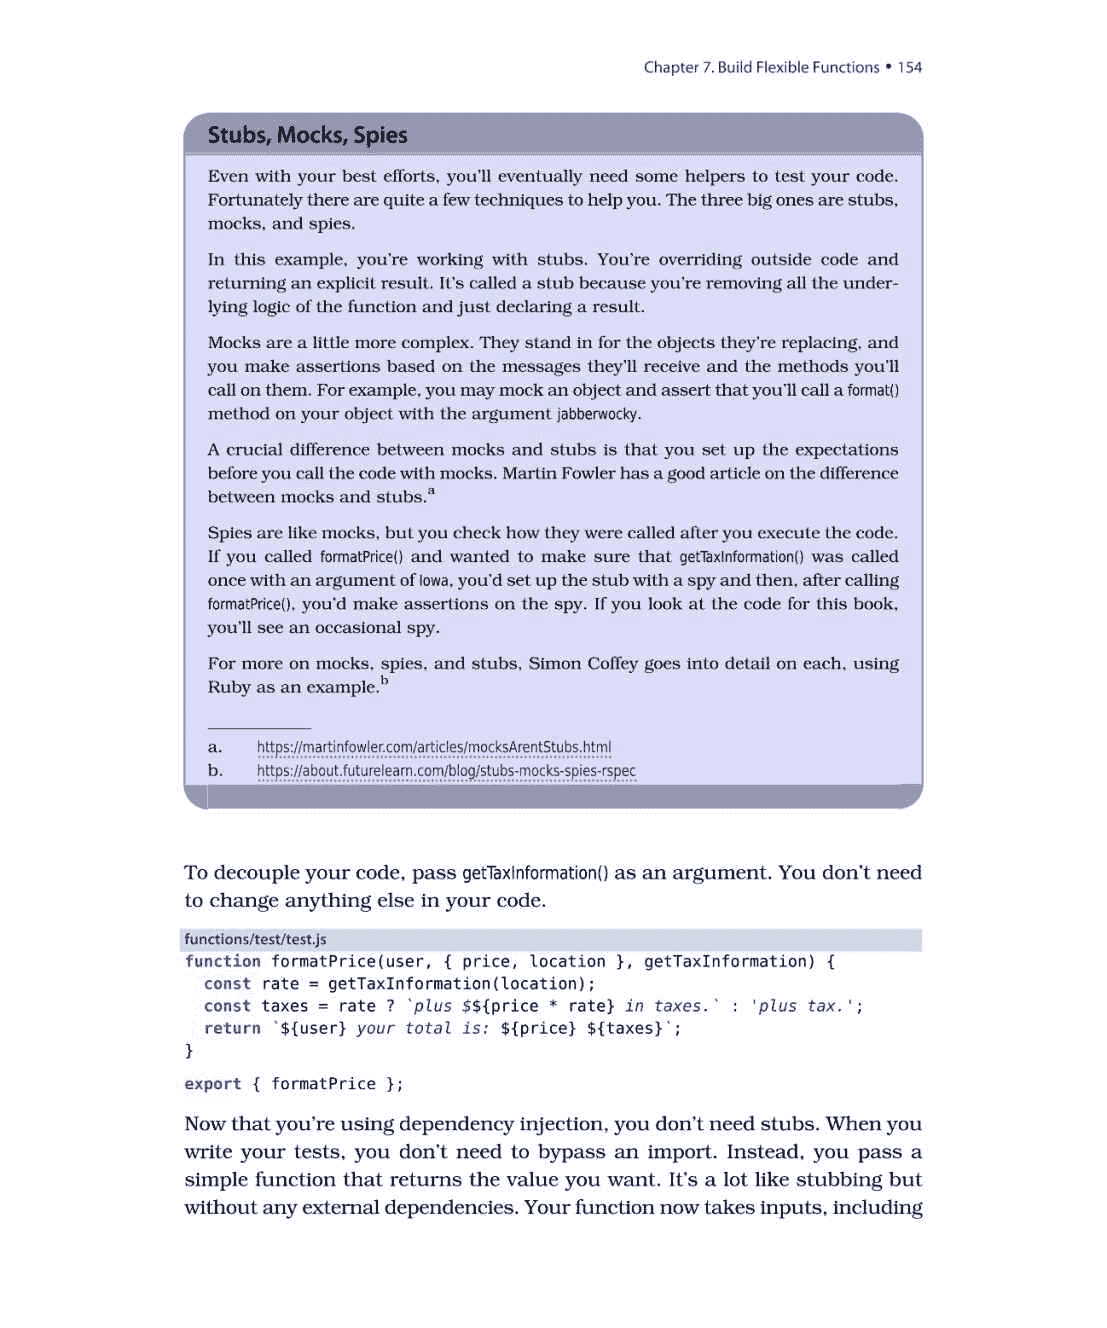 Chapter 7. Build Flexible Functions • 154
Stubs, Mocks, Spies
Even with your best efforts, you'll eventually need some helpers to test your code.
Fortunately there are quite a few techniques to help you. The three big ones are stubs,
mocks, and spies.
In this example, you're working with stubs. You're overriding outside code and
returning an explicit result. It's called a stub because you're removing all the under-
lying logic of the function and just declaring a result.
Mocks are a little more complex. They stand in for the objects they're replacing, and
you make assertions based on the messages they'll receive and the methods you'll
call on them. For example, you may mock an object and assert that you'll call a format()
method on your object with the argument jabberwocky.
A crucial difference between mocks and stubs is that you set up the expectations
before you call the code with mocks. Martin Fowler has a good article on the difference
between mocks and stubs.a
Spies are like mocks, but you check how they were called after you execute the code.
If you called formatPrice() and wanted to make sure that getTaxInformation() was called
once with an argument of Iowa, you'd set up the stub with a spy and then, after calling
formatPrice(), you'd make assertions on the spy. If you look at the code for this book,
you'll see an occasional spy.
For more on mocks, spies, and stubs, Simon Coffey goes into detail on each, using
Ruby as an example.b
a. https://martinfowler.com/articles/mocksArentStubs.html
b. https://about.futurelearn.com/blog/stubs-mocks-spies-rspec
To decouple your code, pass getTaxInformation() as an argument. You don't need
to change anything else in your code.
functions/test/test.js
function formatPrice(user, { price, location }, getTaxInformation) {
  const rate = getTaxInformation(location);
  const taxes = rate ? `plus $${price * rate} in taxes.` : 'plus tax.';
  return `${user} your total is: ${price} ${taxes}`;
}
export { formatPrice };
Now that you're using dependency injection, you don't need stubs. When you
write your tests, you don't need to bypass an import. Instead, you pass a
simple function that returns the value you want. It's a lot like stubbing but
without any external dependencies. Your function now takes inputs, including